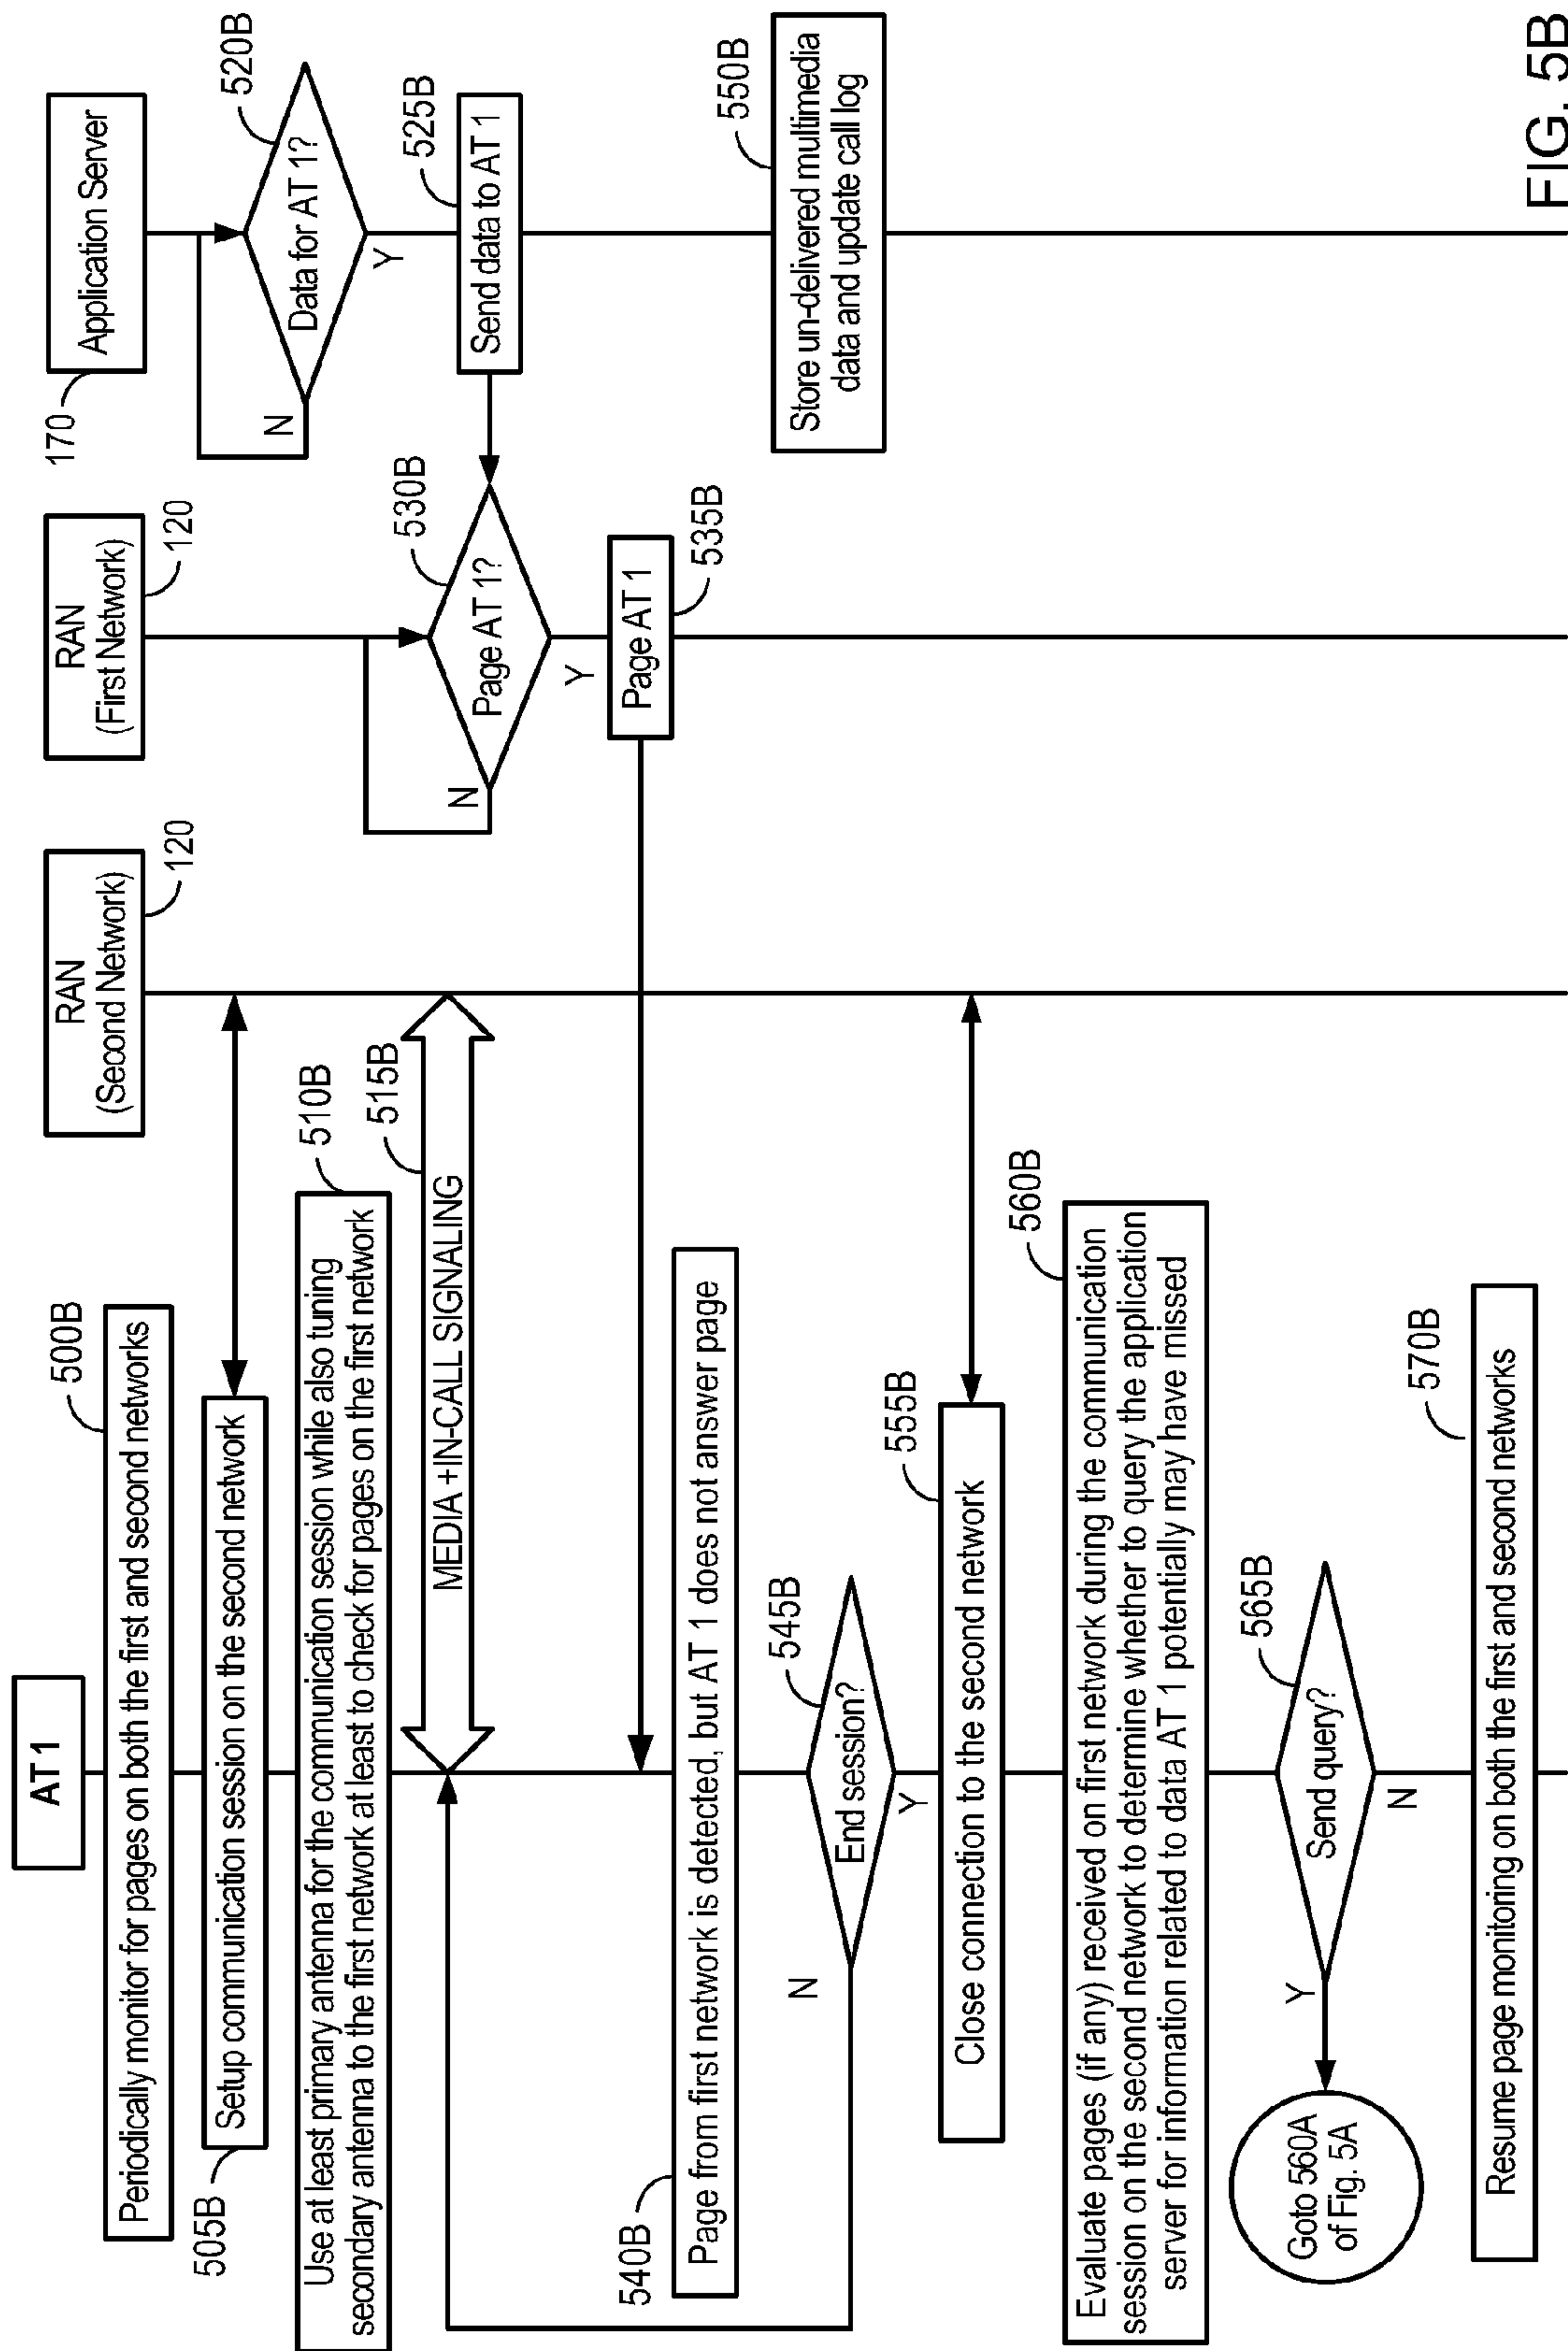 AT 1
RAN
(Second Network)
120
RAN
(First Network)
120
170
Application Server
500B
Periodically monitor for pages on both the first and second networks
505B
Setup communication session on the second network
510B
Use at least primary antenna for the communication session while also tuning
secondary antenna to the first network at least to check for pages on the first network
515B
MEDIA +IN-CALL SIGNALING
520B
Data for AT 1?
N
Y
525B
Send data to AT 1
530B
Page AT 1?
N
Y
535B
Page AT 1
540B
Page from first network is detected, but AT 1 does not answer page
545B
End session?
N
Y
550B
Store un-delivered multimedia
data and update call log
555B
Close connection to the second network
560B
Evaluate pages (if any) received on first network during the communication
session on the second network to determine whether to query the application
server for information related to data AT 1 potentially may have missed
565B
Send query?
Y
N
Goto 560A
of Fig. 5A
570B
Resume page monitoring on both the first and second networks
FIG. 5B